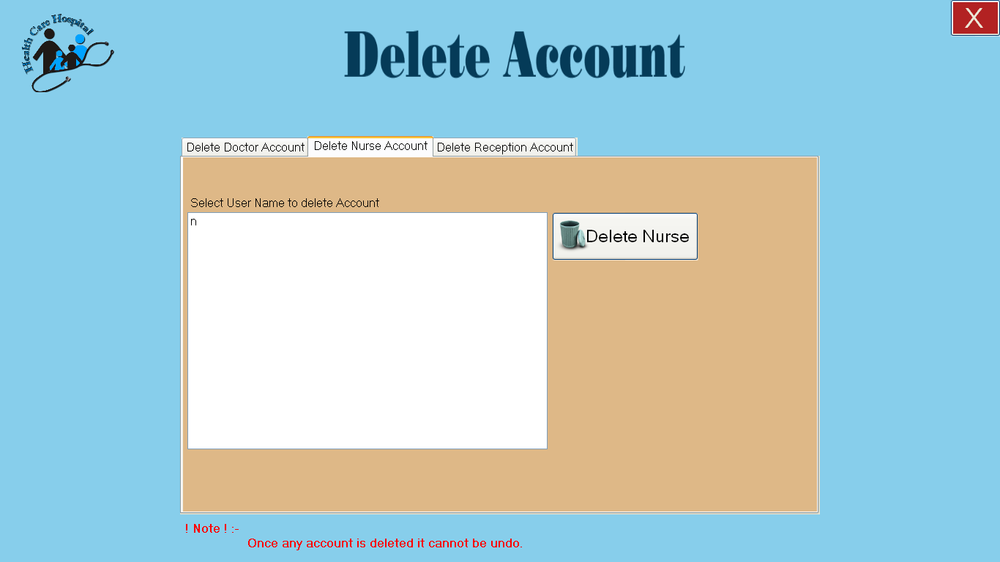 Health Care Hospital
X
Delete Account
Delete Doctor Account
Delete Nurse Account
Delete Reception Account
Select User Name to delete Account
n
Delete Nurse
! Note ! :-
Once any account is deleted it cannot be undo.